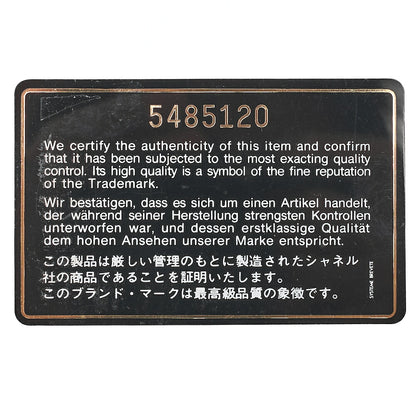 5485120
We certify the authenticity of this item and confirm
that it has been subjected to the most exacting quality
control. Its high quality is a symbol of the fine reputation
of the Trademark.
Wir bestätigen, dass es sich um einen Artikel handelt,
der während seiner Herstellung strengsten Kontrollen
unterworfen war, und dessen erstklassige Qualität
dem hohen Ansehen unserer Marke entspricht.
この製品は厳しい管理のもとに製造されたシャネル
社の商品であることを証明いたします。
このブランド・マークは最高級品質の象徴です。
SYSTEME BREVETE